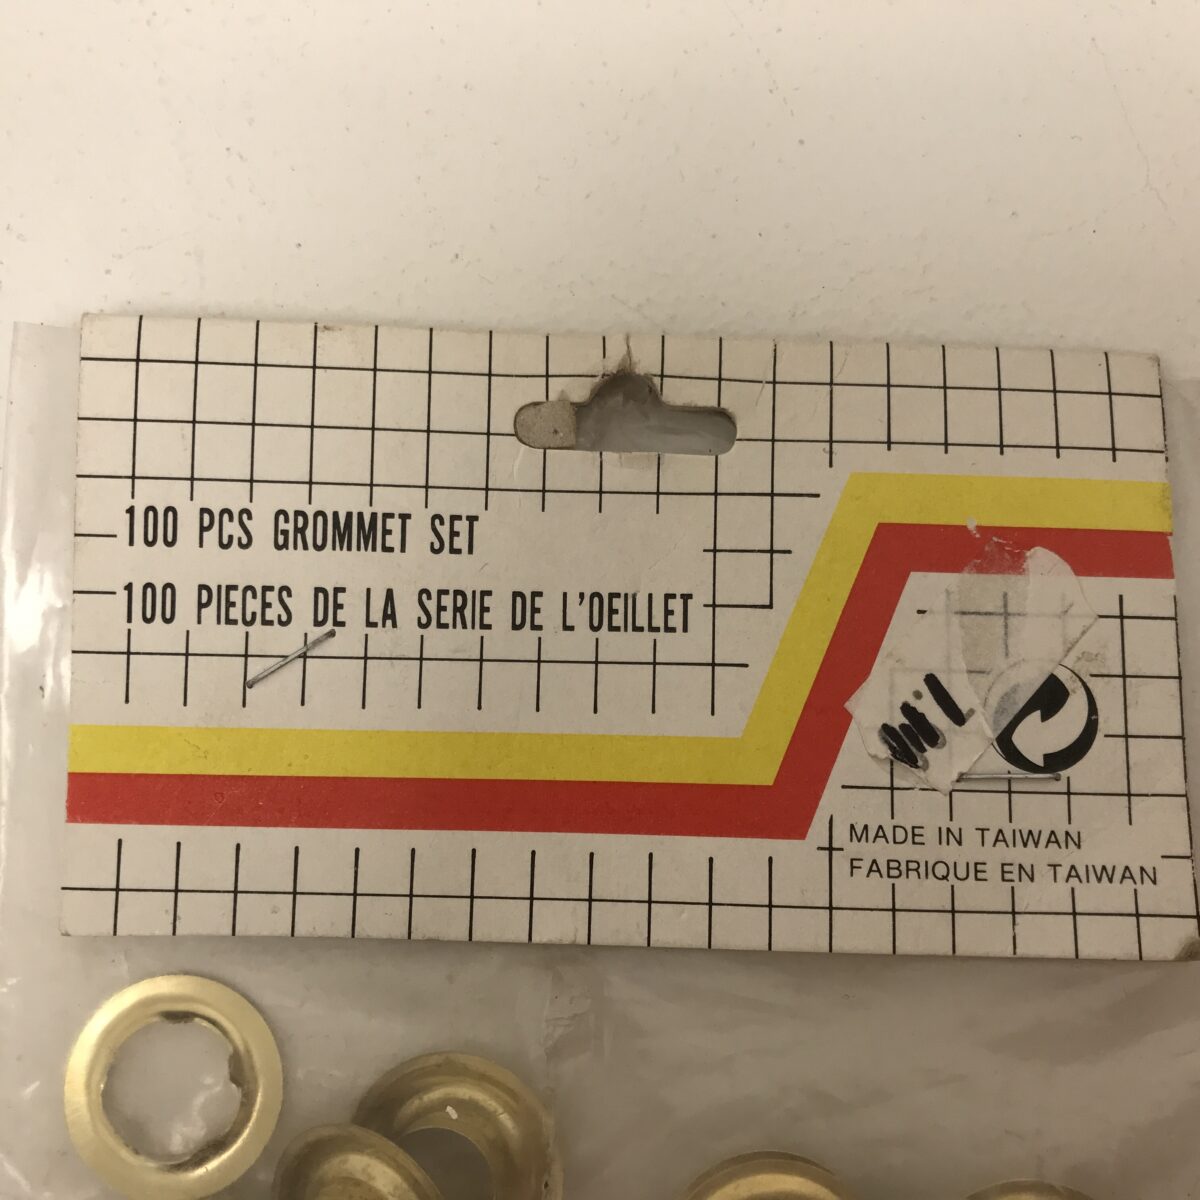 100 PCS GROMMET SET
100 PIECES DE LA SERIE DE L'OEILLET
MADE IN TAIWAN
FABRIQUE EN TAIWAN